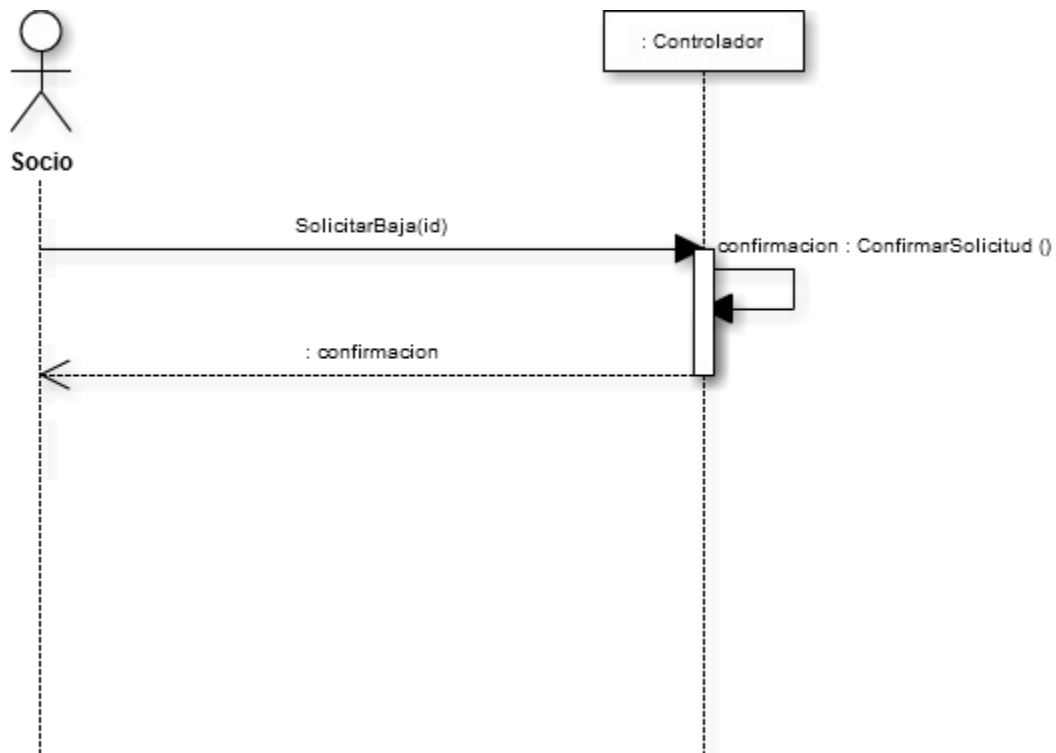 : Controlador
Socio
SolicitarBaja(id)
confirmacion : ConfirmarSolicitud ()
: confirmacion